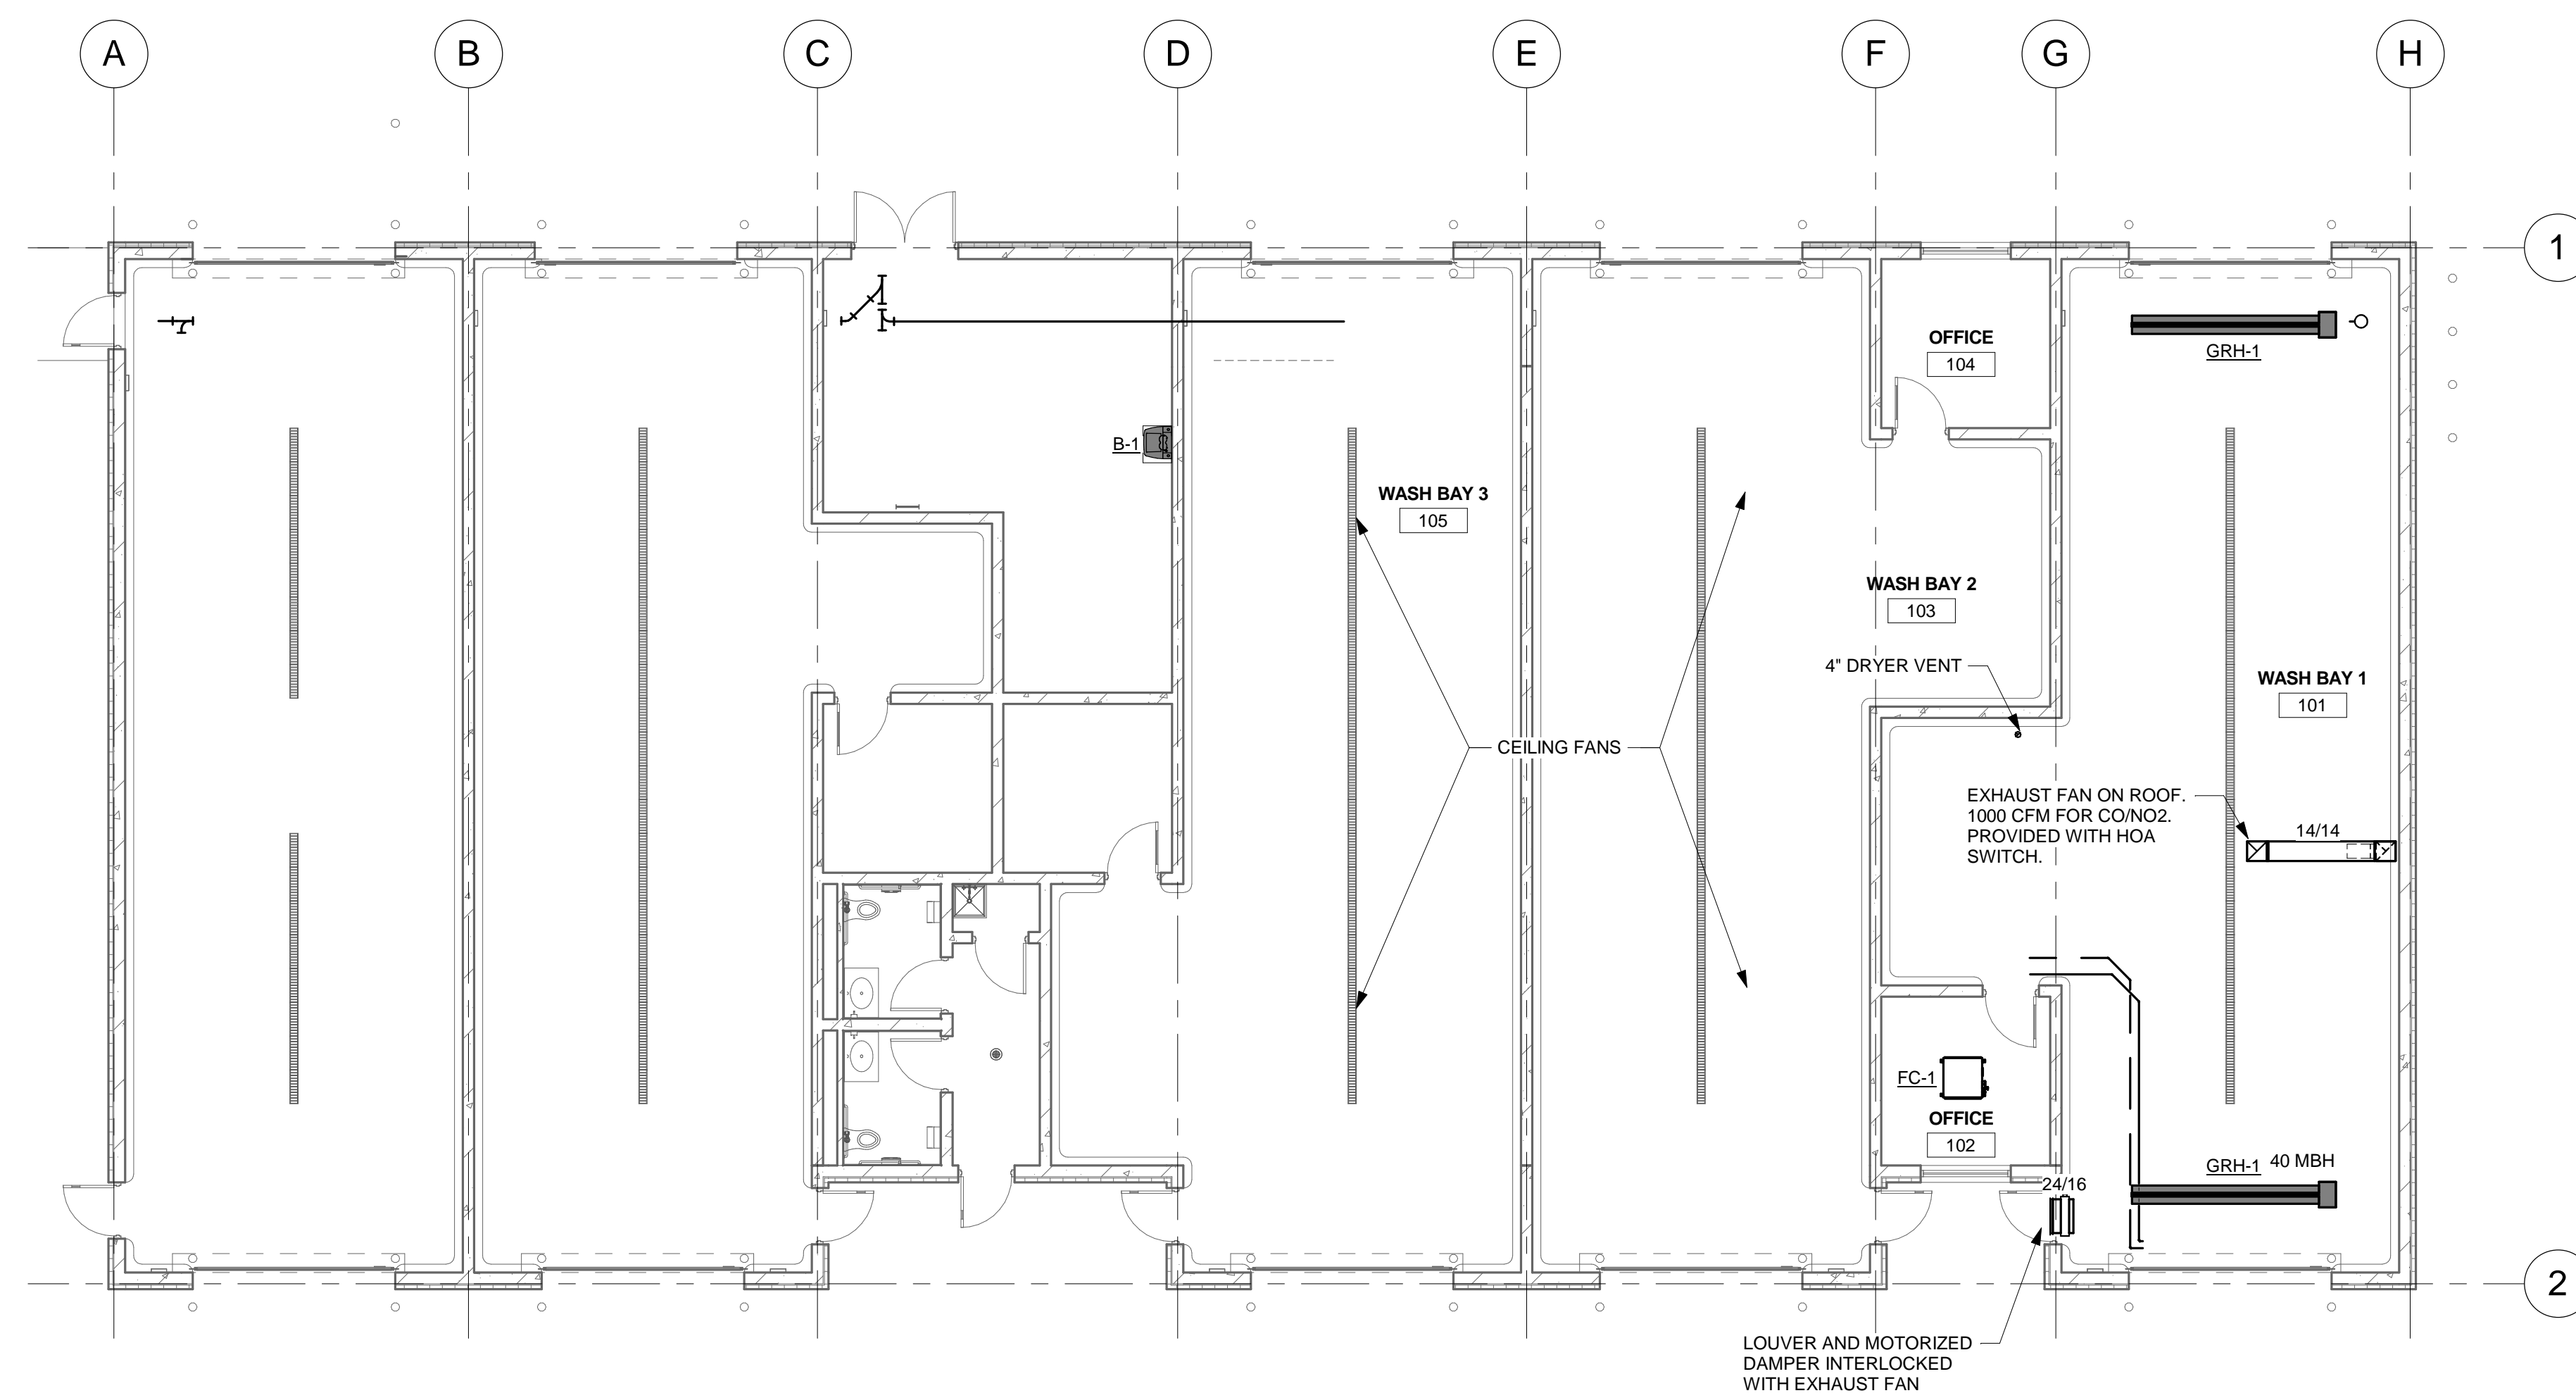 A
B
C
D
E
F
G
H
1
OFFICE
104
GRH-1
B-1
WASH BAY 3
105
WASH BAY 2
103
4" DRYER VENT
WASH BAY 1
101
CEILING FANS
EXHAUST FAN ON ROOF.
1000 CFM FOR CO/NO2.
PROVIDED WITH HOA
SWITCH.
14/14
FC-1
OFFICE
102
GRH-1 40 MBH
24/16
2
LOUVER AND MOTORIZED
DAMPER INTERLOCKED
WITH EXHAUST FAN